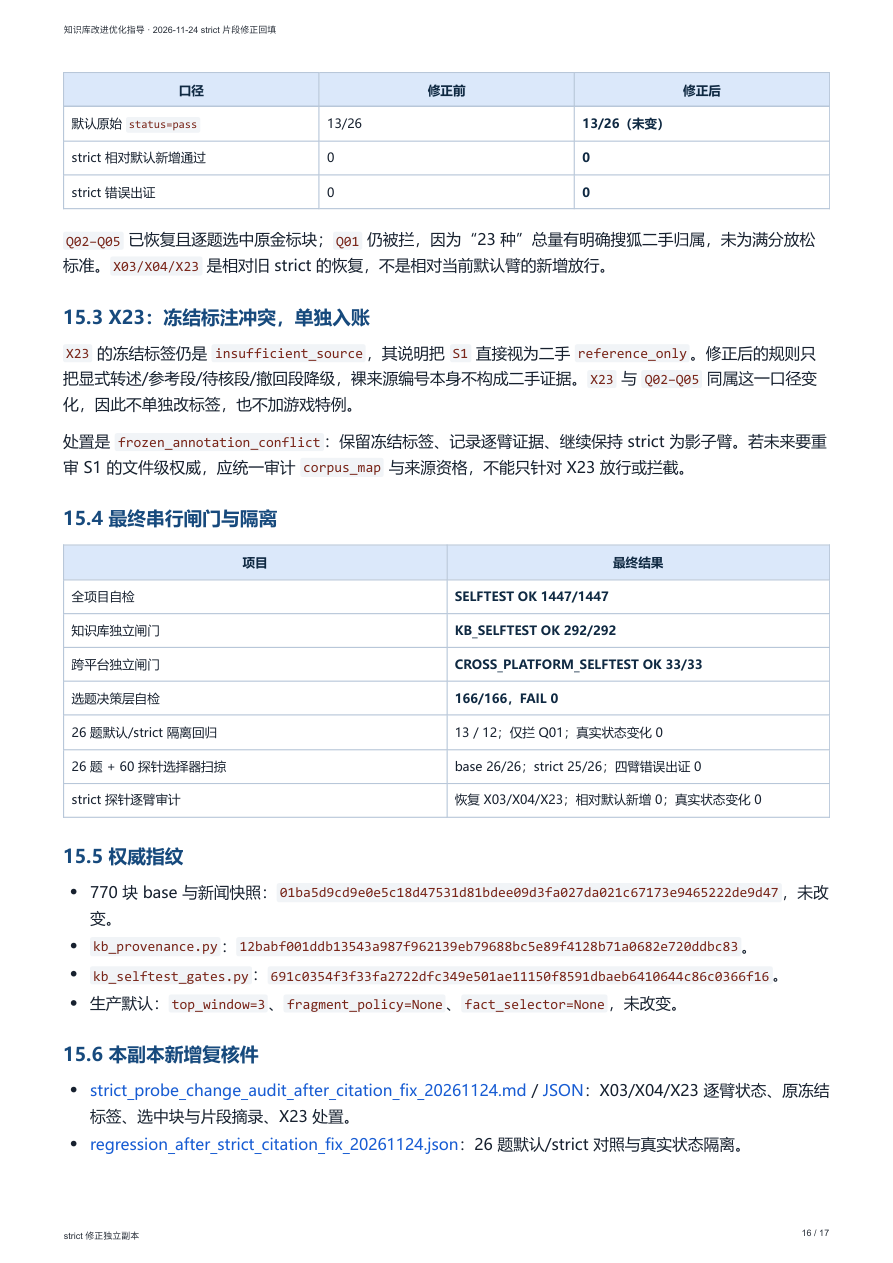 知识库改进优化指导 · 2026-11-24 strict 片段修正回填
口径 修正前 修正后
默认原始 status=pass 13/26 13/26（未变）
strict 相对默认新增通过 0 0
strict 错误出证 0 0
Q02–Q05 已恢复且逐题选中原金标块；Q01 仍被拦，因为“23 种”总量有明确搜狐二手归属，未为满分放松
标准。X03/X04/X23 是相对旧 strict 的恢复，不是相对当前默认臂的新增放行。
15.3 X23：冻结标注冲突，单独入账
X23 的冻结标签仍是 insufficient_source，其说明把 S1 直接视为二手 reference_only。修正后的规则只
把显式转述/参考段/待核段/撤回段降级，裸来源编号本身不构成二手证据。X23 与 Q02–Q05 同属这一口径变
化，因此不单独改标签，也不加游戏特例。
处置是 frozen_annotation_conflict：保留冻结标签、记录逐臂证据、继续保持 strict 为影子臂。若未来要重
审 S1 的文件级权威，应统一审计 corpus_map 与来源资格，不能只针对 X23 放行或拦截。
15.4 最终串行闸门与隔离
项目 最终结果
全项目自检 SELFTEST OK 1447/1447
知识库独立闸门 KB_SELFTEST OK 292/292
跨平台独立闸门 CROSS_PLATFORM_SELFTEST OK 33/33
选题决策层自检 166/166，FAIL 0
26 题默认/strict 隔离回归 13 / 12；仅拦 Q01；真实状态变化 0
26 题 + 60 探针选择器扫掠 base 26/26；strict 25/26；四臂错误出证 0
strict 探针逐臂审计 恢复 X03/X04/X23；相对默认新增 0；真实状态变化 0
15.5 权威指纹
• 770 块 base 与新闻快照：01ba5d9cd9e0e5c18d47531d81bdee09d3fa027da021c67173e9465222de9d47，未改
变。
• kb_provenance.py：12babf001ddb13543a987f962139eb79688bc5e89f4128b71a0682e720ddbc83。
• kb_selftest_gates.py：691c0354f3f33fa2722dfc349e501ae11150f8591dbaeb6410644c86c0366f16。
• 生产默认：top_window=3、fragment_policy=None、fact_selector=None，未改变。
15.6 本副本新增复核件
• strict_probe_change_audit_after_citation_fix_20261124.md / JSON：X03/X04/X23 逐臂状态、原冻结
标签、选中块与片段摘录、X23 处置。
• regression_after_strict_citation_fix_20261124.json：26 题默认/strict 对照与真实状态隔离。
strict 修正独立副本 16 / 17